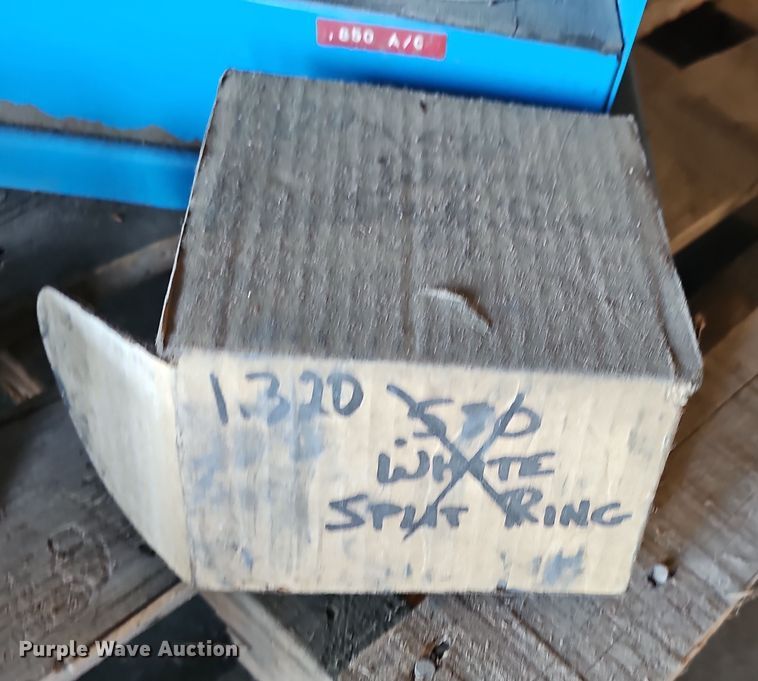 .850 A/C
1.320
.530
WHITE
SPLIT RING
Purple Wave Auction